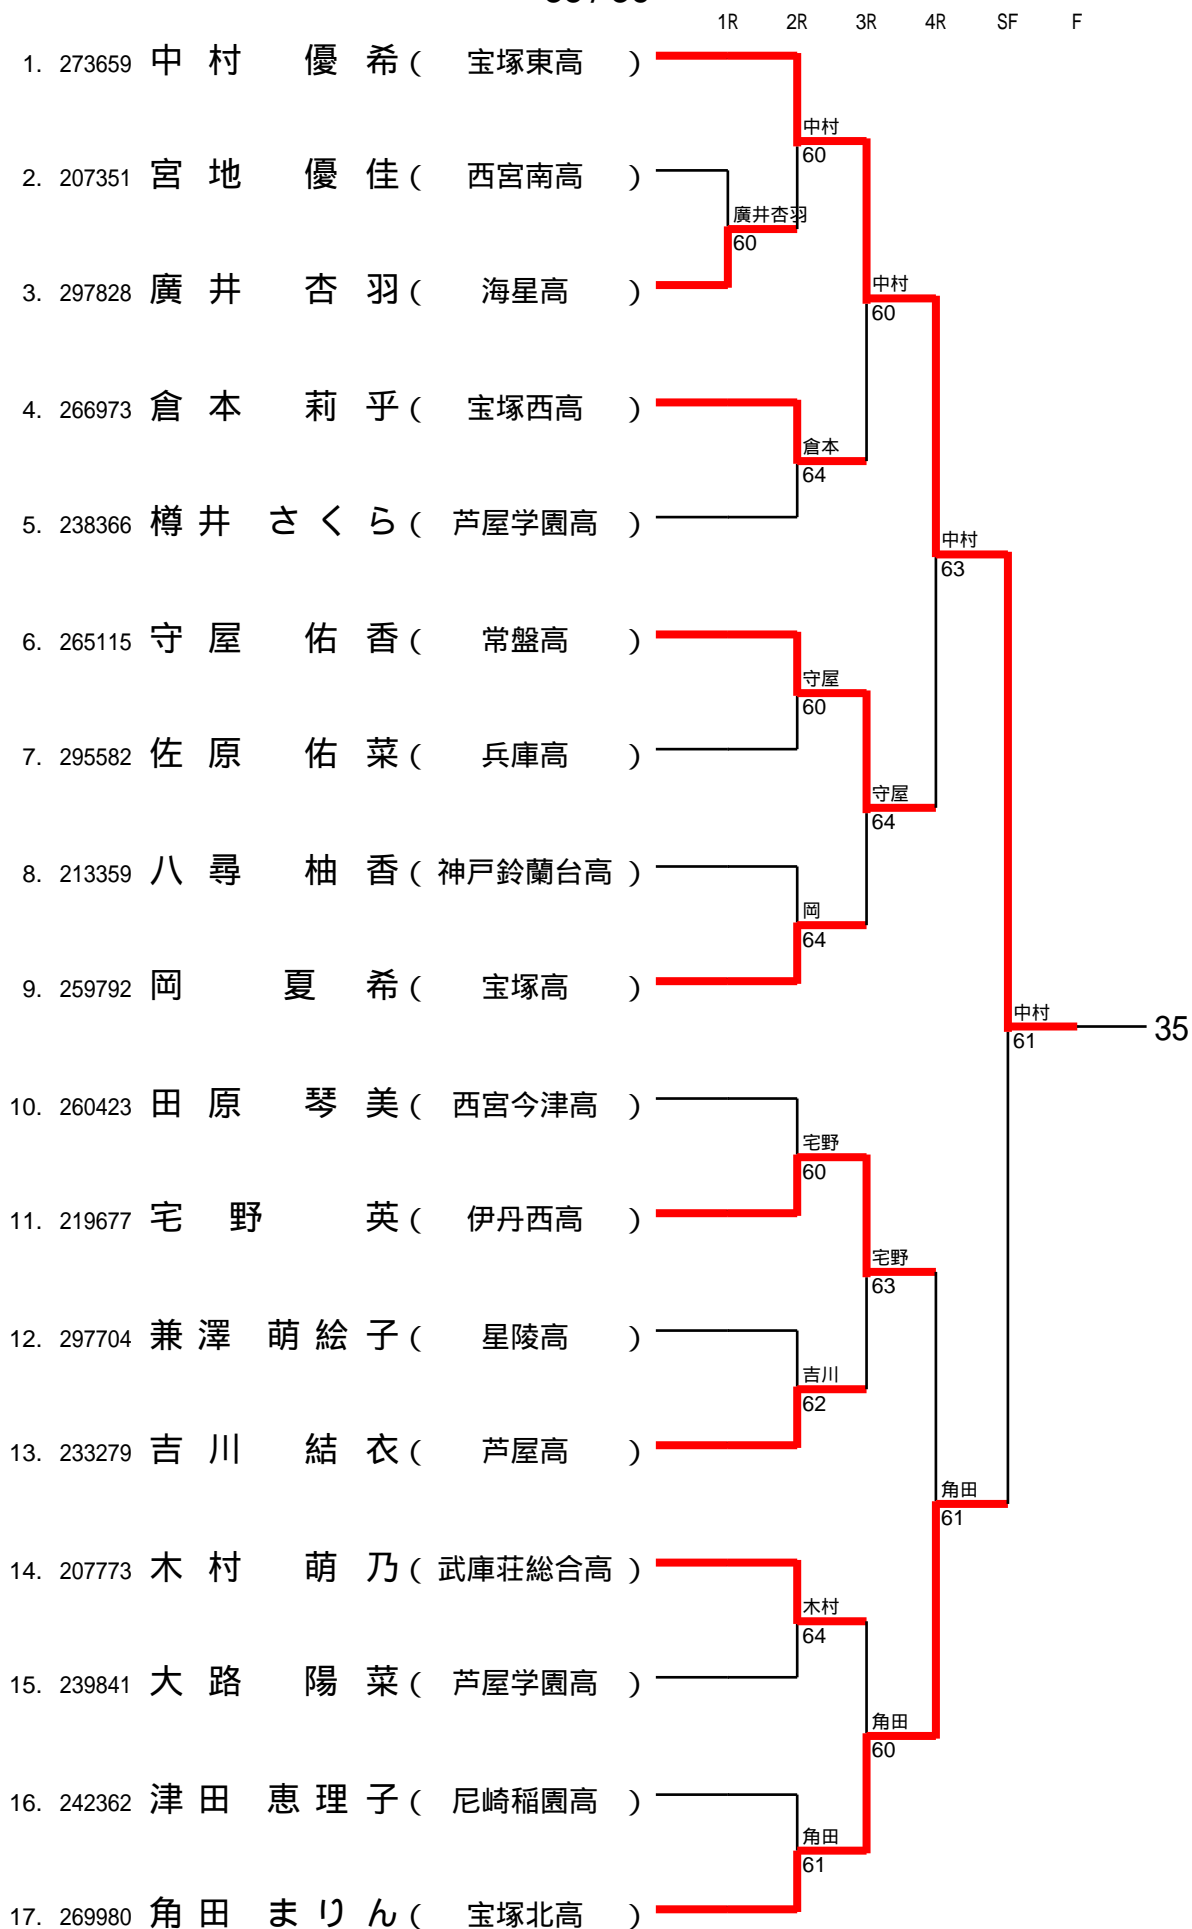 1R 2R 3R 4R SF F
1. 273659 中村 優希 ( 宝塚東高 )
中村
60
2. 207351 宮地 優佳 ( 西宮南高 )
廣井杏羽
60
3. 297828 廣井 杏羽 ( 海星高 )
中村
60
4. 266973 倉本 莉乎 ( 宝塚西高 )
倉本
64
5. 238366 樽井 さくら ( 芦屋学園高 )
中村
63
6. 265115 守屋 佑香 ( 常盤高 )
守屋
60
7. 295582 佐原 佑菜 ( 兵庫高 )
守屋
64
8. 213359 八尋 柚香 ( 神戸鈴蘭台高 )
岡
64
9. 259792 岡 夏希 ( 宝塚高 )
中村
61
35
10. 260423 田原 琴美 ( 西宮今津高 )
宅野
60
11. 219677 宅野 英 ( 伊丹西高 )
宅野
63
12. 297704 兼澤 萌絵子 ( 星陵高 )
吉川
62
13. 233279 吉川 結衣 ( 芦屋高 )
角田
61
14. 207773 木村 萌乃 ( 武庫荘総合高 )
木村
64
15. 239841 大路 陽菜 ( 芦屋学園高 )
角田
60
16. 242362 津田 恵理子 ( 尼崎稲園高 )
角田
61
17. 269980 角田 まりん ( 宝塚北高 )